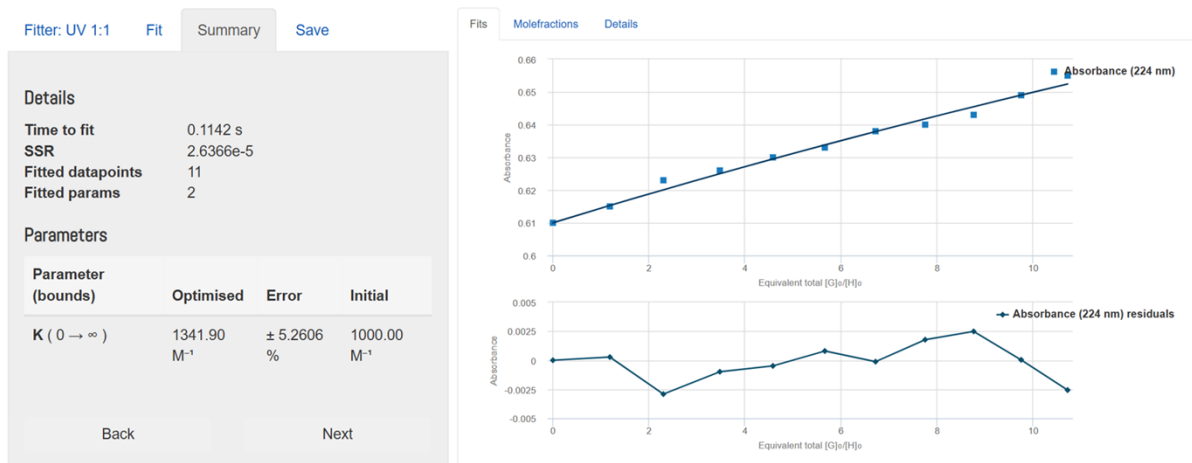 Fitter: UV 1:1 Fit Summary Save
Details
Time to fit 0.1142 s
SSR 2.6366e-5
Fitted datapoints 11
Fitted params 2
Parameters
Parameter
(bounds) Optimised Error Initial
K ( 0 → ∞ ) 1341.90 ± 5.2606 1000.00
M⁻¹ % M⁻¹
Back Next
Fits Molefractions Details
0.66
Absorbance (224 nm)
0.65
0.64
0.63
0.62
0.61
0.6
Absorbance
0 2 4 6 8 10
Equivalent total [G]₀/[H]₀
0.005
Absorbance (224 nm) residuals
0.0025
0
-0.0025
-0.005
Absorbance
0 2 4 6 8 10
Equivalent total [G]₀/[H]₀